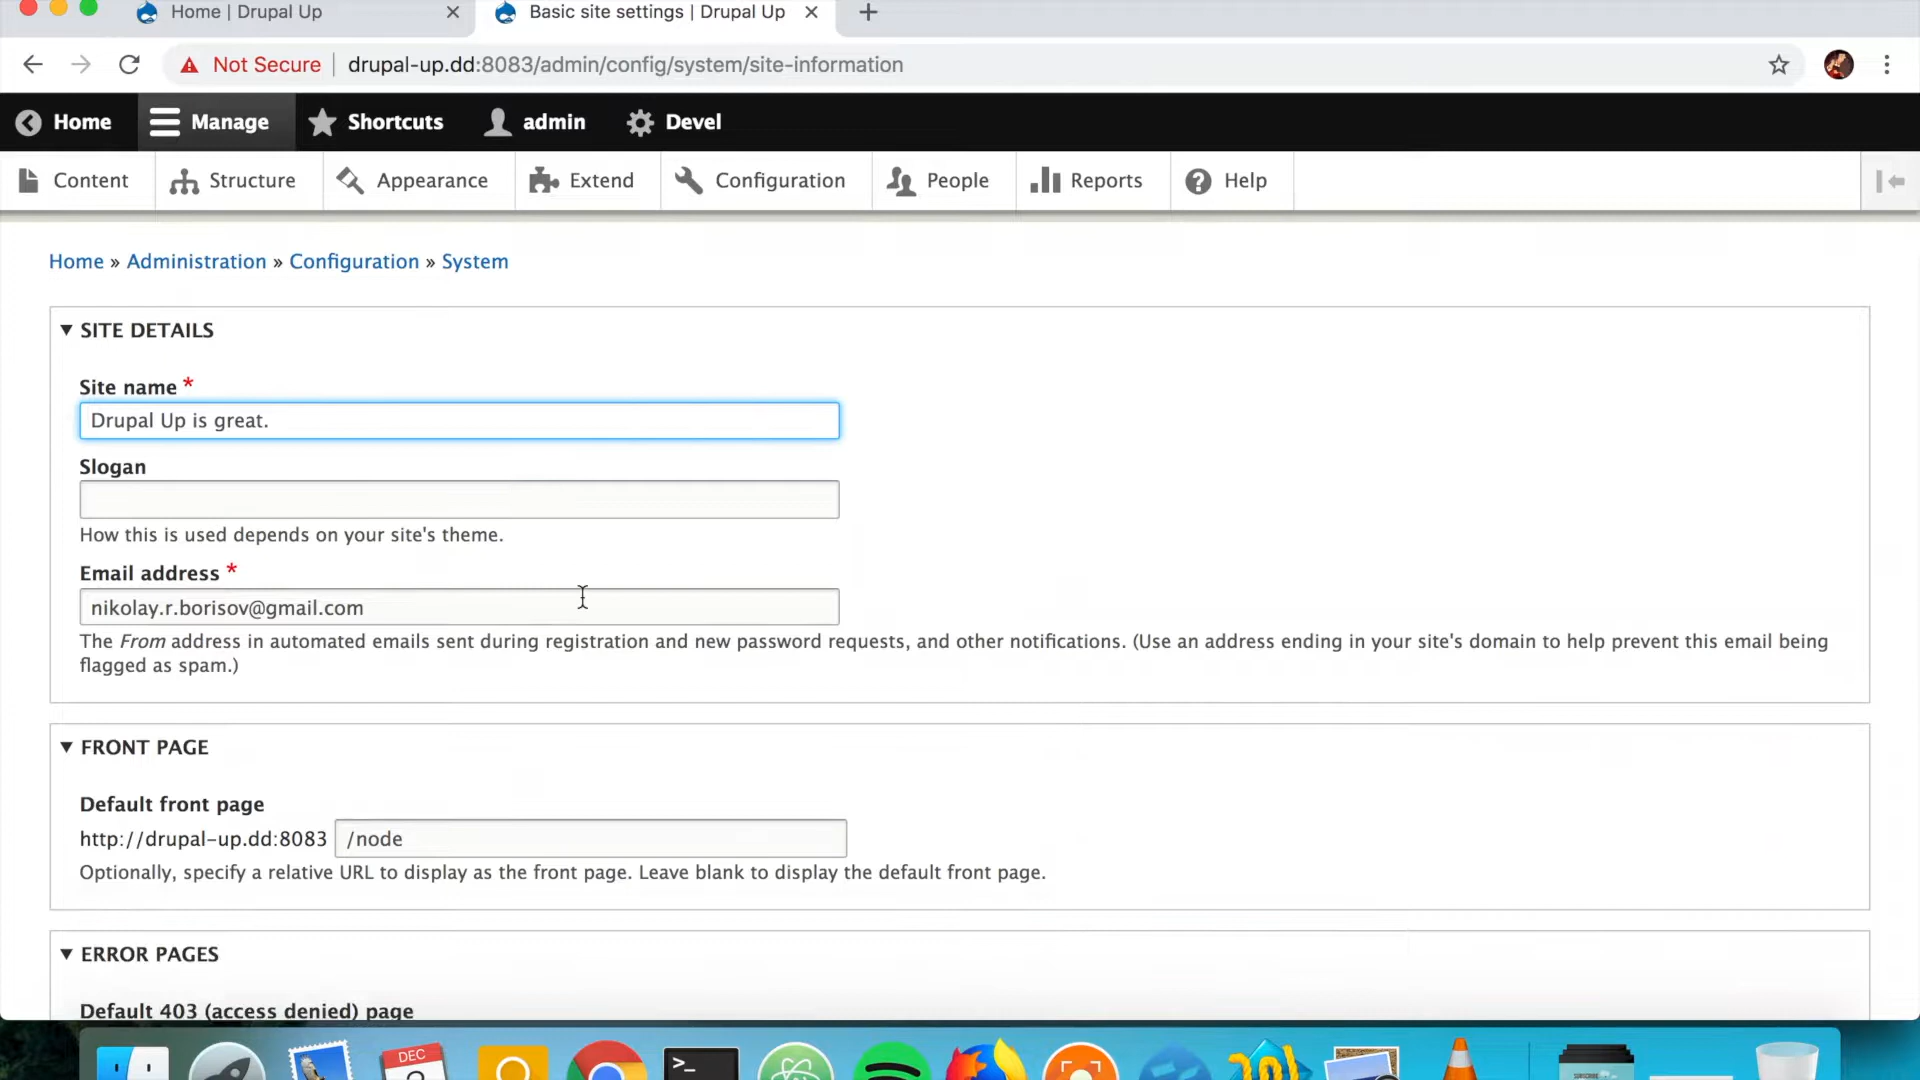 Home | Drupal Up
Basic site settings | Drupal Up
Not Secure
drupal-up.dd:8083/admin/config/system/site-information
Home
Manage
Shortcuts
admin
Devel
Content
Structure
Appearance
Extend
Configuration
People
Reports
Help
Home » Administration » Configuration » System
SITE DETAILS
Site name *
Drupal Up is great.
Slogan
How this is used depends on your site's theme.
Email address *
nikolay.r.borisov@gmail.com
The From address in automated emails sent during registration and new password requests, and other notifications. (Use an address ending in your site's domain to help prevent this email being
flagged as spam.)
FRONT PAGE
Default front page
http://drupal-up.dd:8083 /node
Optionally, specify a relative URL to display as the front page. Leave blank to display the default front page.
ERROR PAGES
Default 403 (access denied) page
DEC
>_